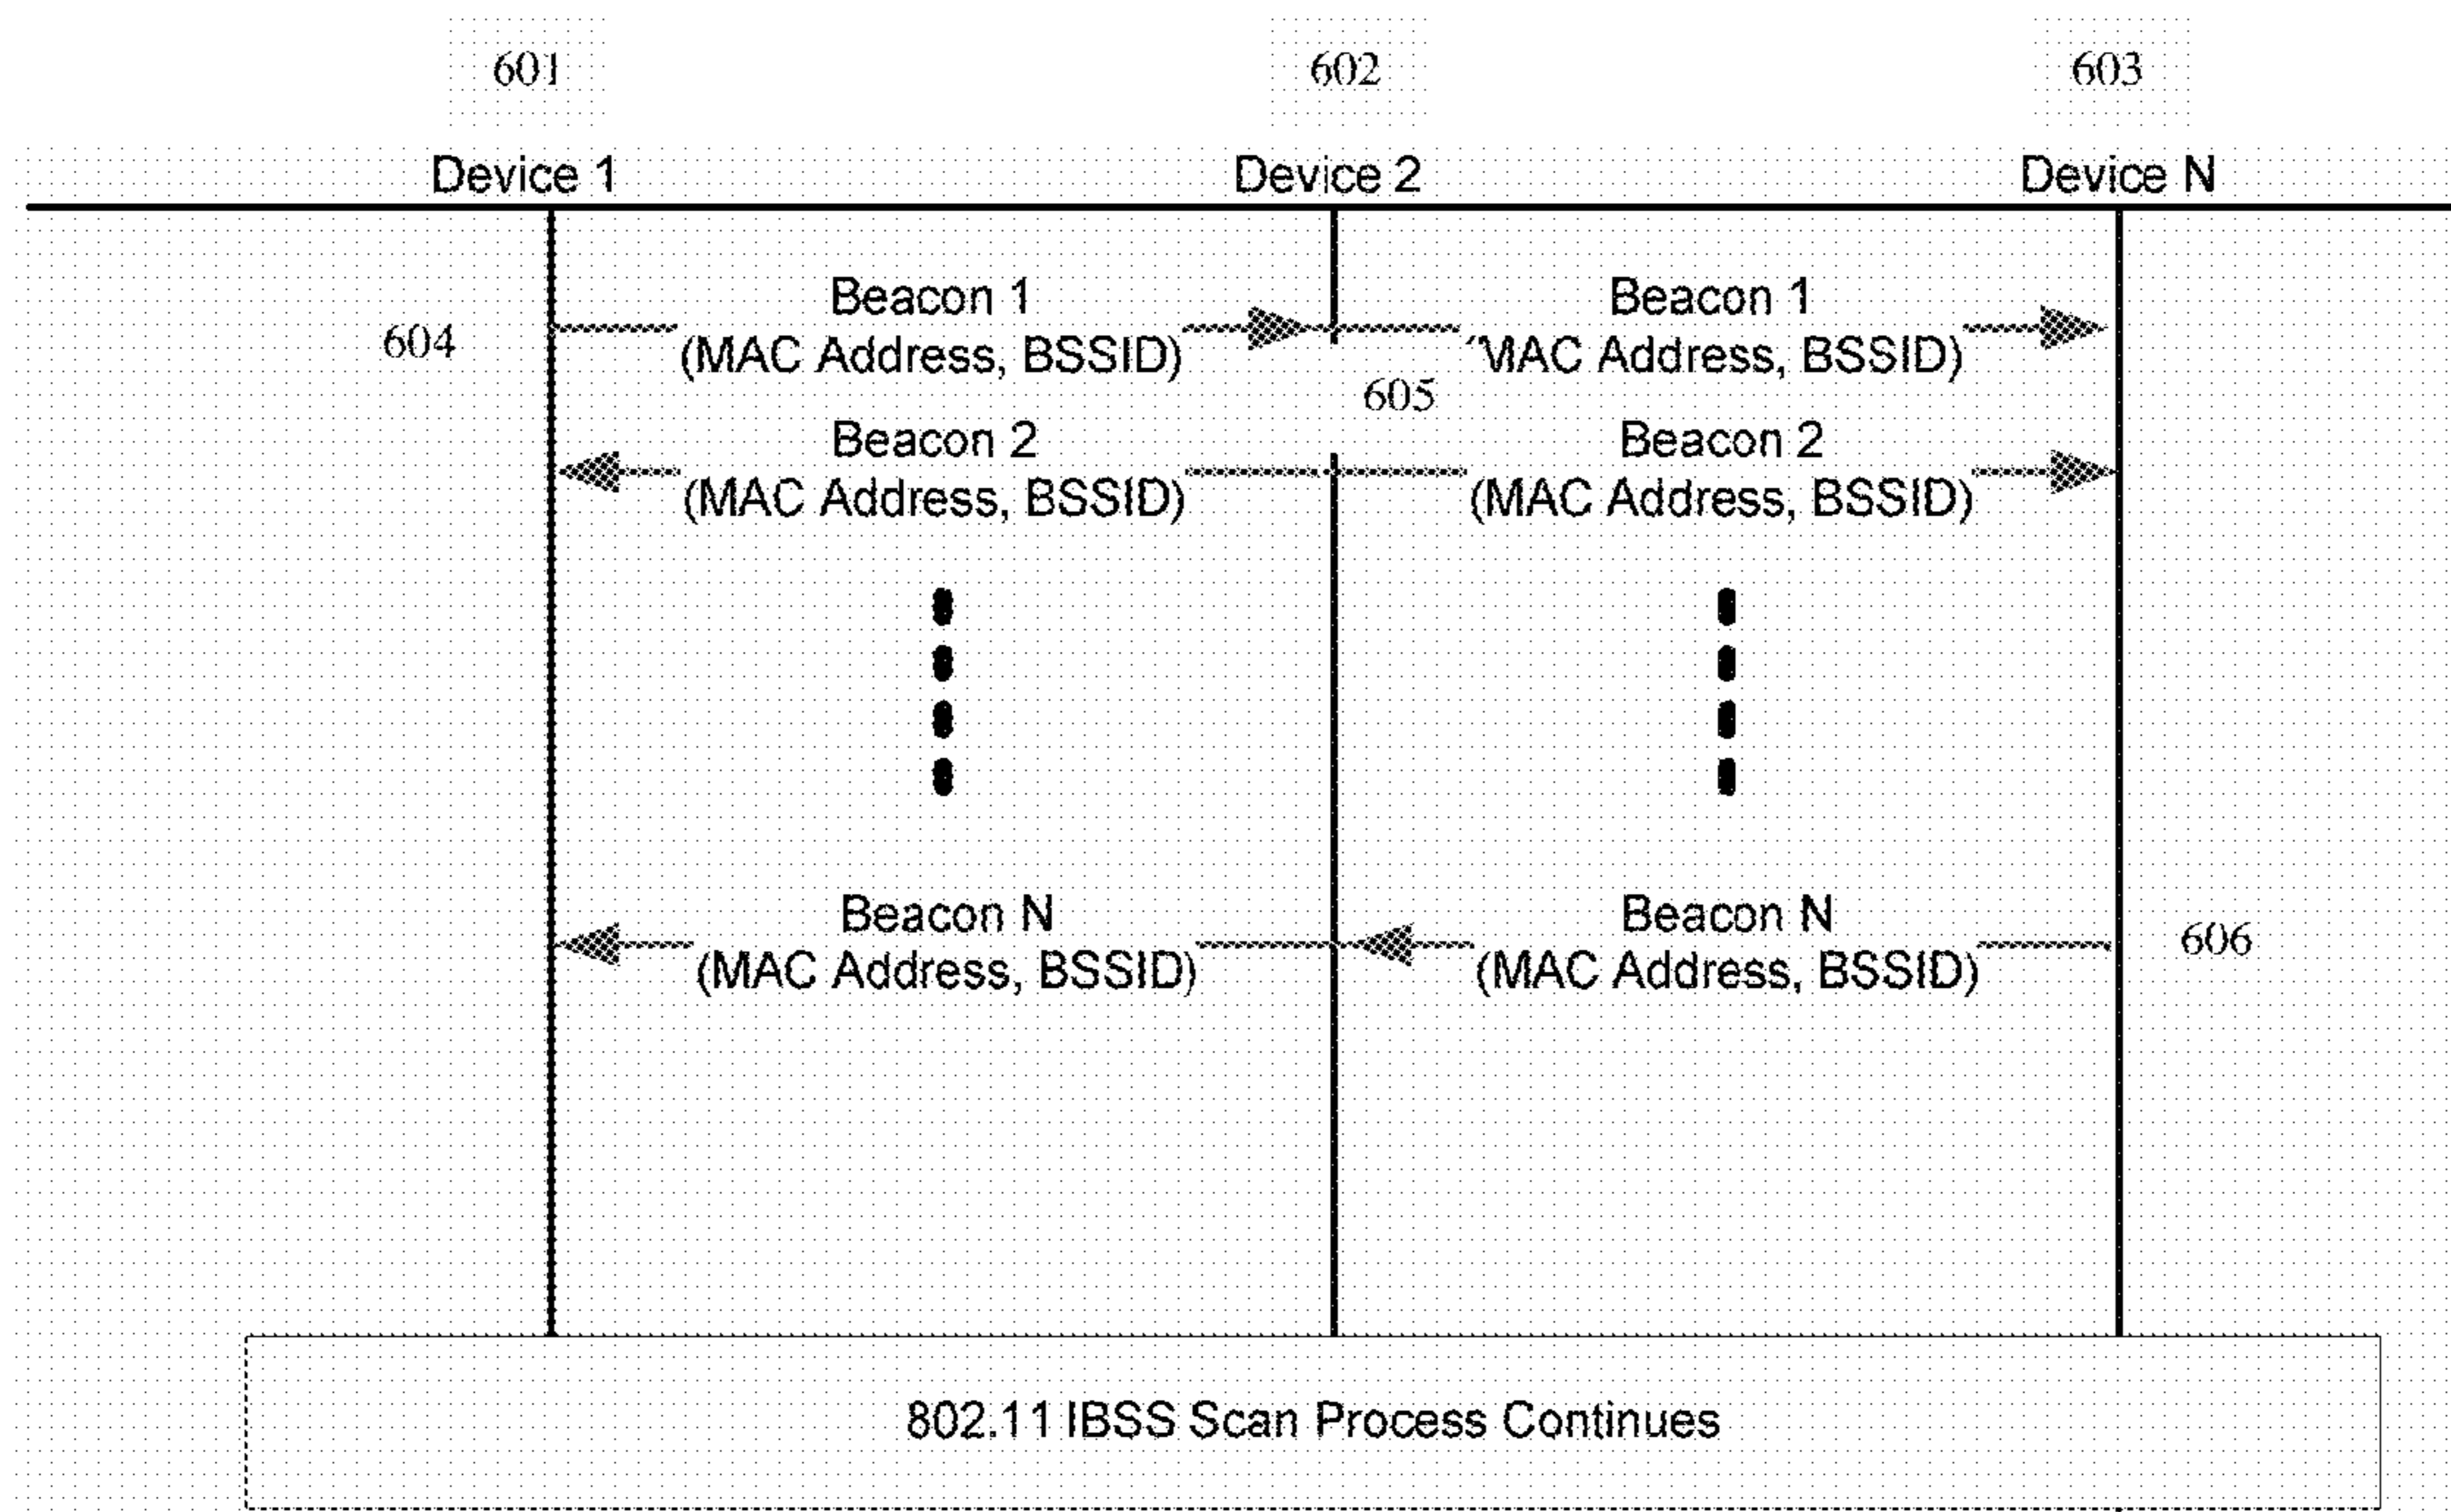 601 602 603
Device 1 Device 2 Device N
Beacon 1 Beacon 1
604 (MAC Address, BSSID) MAC Address, BSSID)
605
Beacon 2 Beacon 2
(MAC Address, BSSID) (MAC Address, BSSID)
Beacon N Beacon N
(MAC Address, BSSID) (MAC Address, BSSID) 606
802.11 IBSS Scan Process Continues